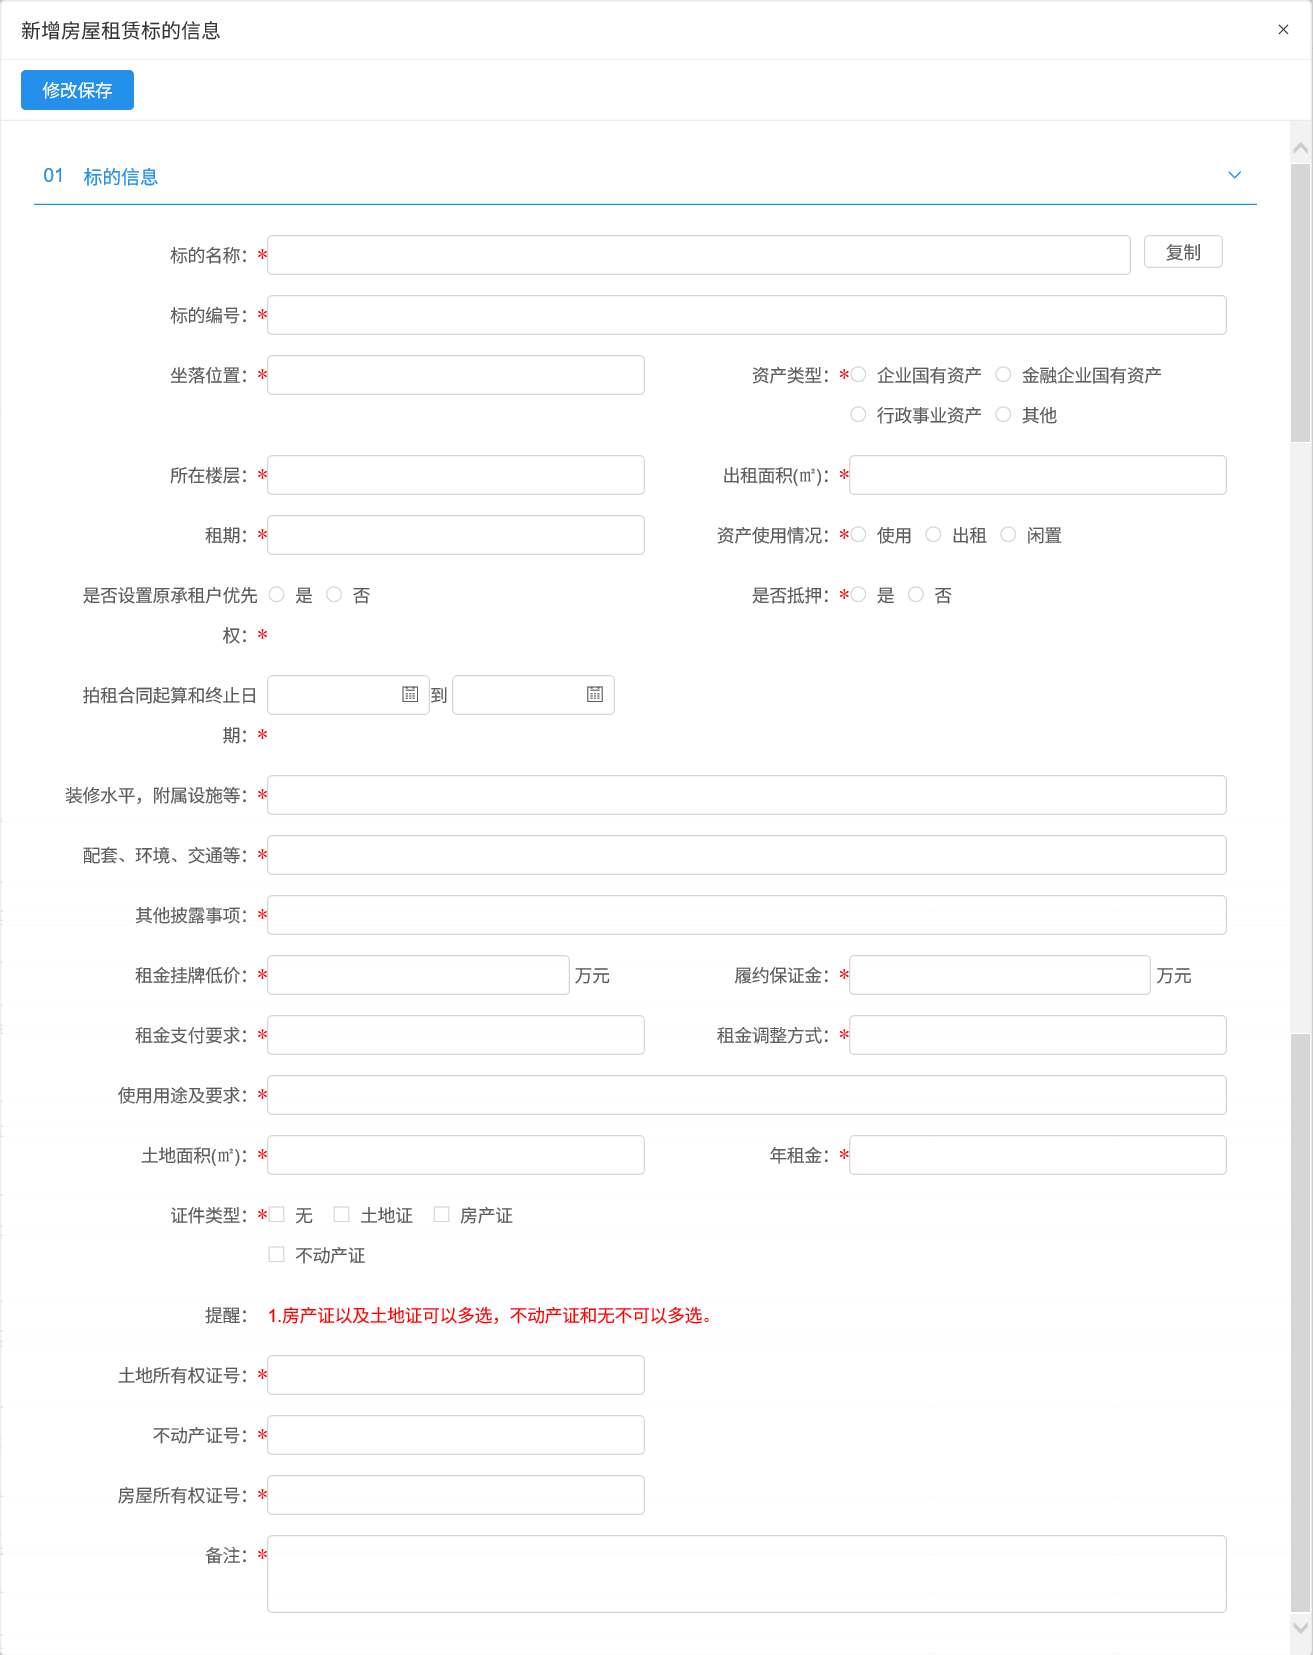 新增房屋租赁标的信息
修改保存
01 标的信息
标的名称：* 复制
标的编号：*
坐落位置：* 资产类型：* 企业国有资产 金融企业国有资产
行政事业资产 其他
所在楼层：* 出租面积(㎡)：*
租期：* 资产使用情况：* 使用 出租 闲置
是否设置原承租户优先 是 否 是否抵押：* 是 否
权：*
拍租合同起算和终止日 到
期：*
装修水平，附属设施等：*
配套、环境、交通等：*
其他披露事项：*
租金挂牌低价：* 万元 履约保证金：* 万元
租金支付要求：* 租金调整方式：*
使用用途及要求：*
土地面积(㎡)：* 年租金：*
证件类型：* 无 土地证 房产证
不动产证
提醒： 1.房产证以及土地证可以多选，不动产证和无不可以多选。
土地所有权证号：*
不动产证号：*
房屋所有权证号：*
备注：*